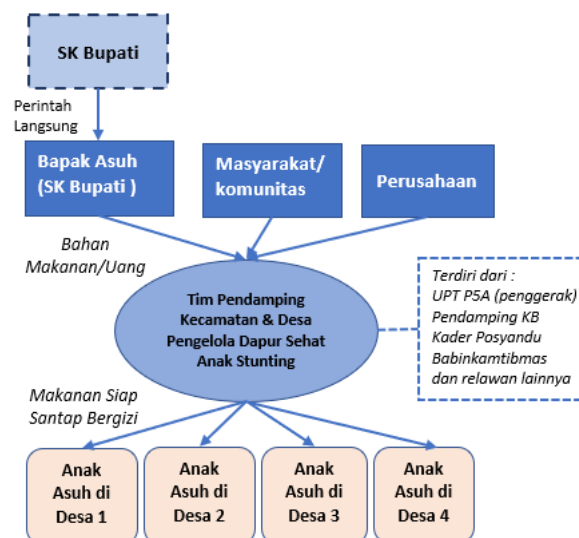 SK Bupati
Perintah
Langsung
Bapak Asuh
(SK Bupati )
Masyarakat/
komunitas
Perusahaan
Bahan
Makanan/Uang
Tim Pendamping
Kecamatan & Desa
Pengelola Dapur Sehat
Anak Stunting
Terdiri dari :
UPT P5A (penggerak)
Pendamping KB
Kader Posyandu
Babinkamtibmas
dan relawan lainnya
Makanan Siap
Santap Bergizi
Anak
Asuh di
Desa 1
Anak
Asuh di
Desa 2
Anak
Asuh di
Desa 3
Anak
Asuh di
Desa 4